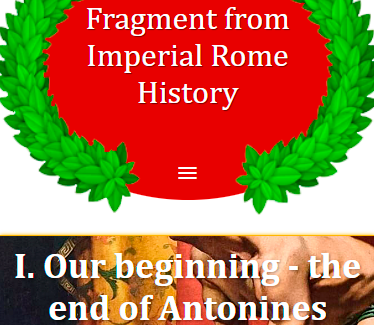 Fragment from
Imperial Rome
History
I. Our beginning - the
end of Antonines